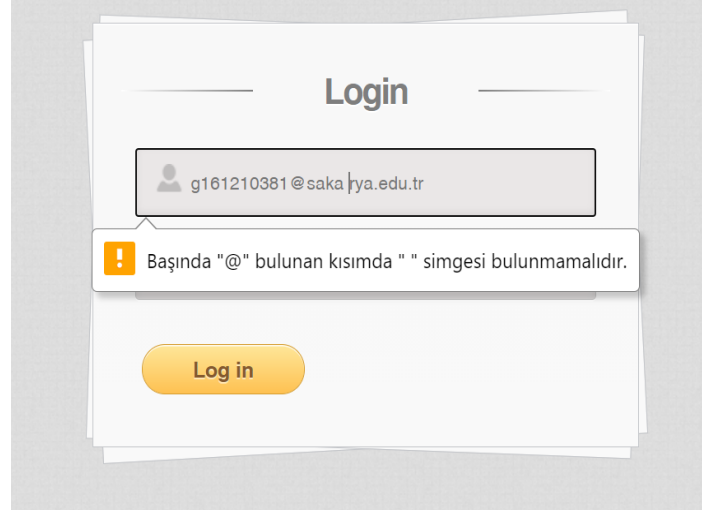 Login
g161210381@saka rya.edu.tr
Başında "@" bulunan kısımda " " simgesi bulunmamalıdır.
Log in